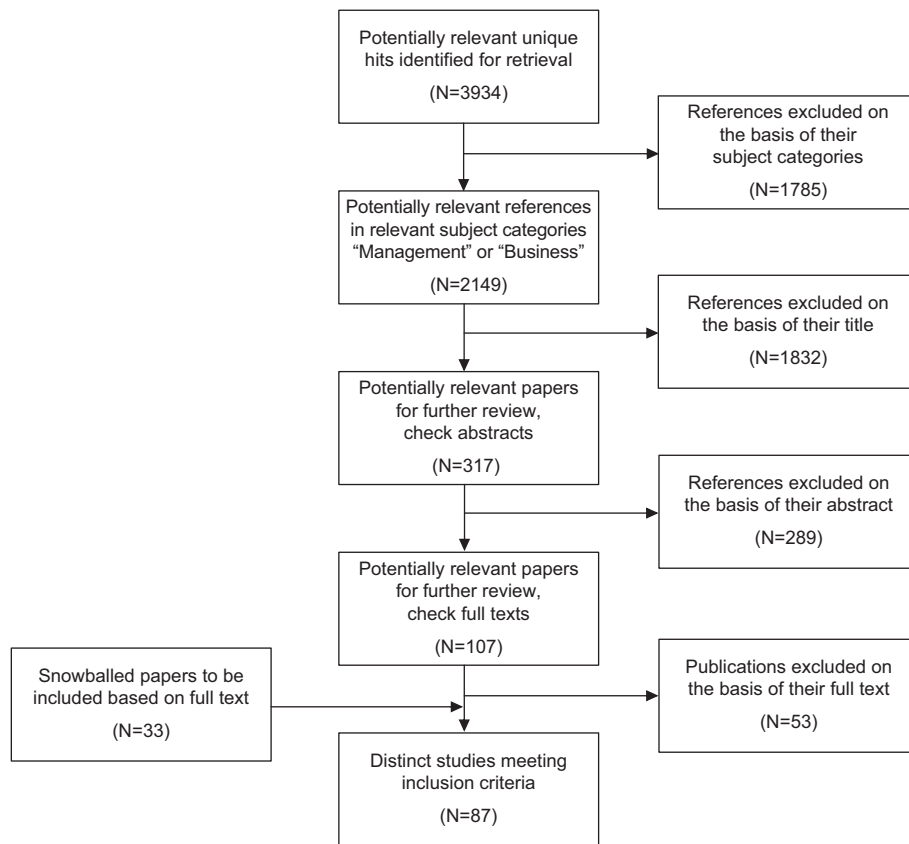 Potentially relevant unique
hits identified for retrieval
(N=3934)
References excluded on
the basis of their
subject categories
(N=1785)
Potentially relevant references
in relevant subject categories
“Management” or “Business”
(N=2149)
References excluded on
the basis of their title
(N=1832)
Potentially relevant papers
for further review,
check abstracts
(N=317)
References excluded on
the basis of their abstract
(N=289)
Potentially relevant papers
for further review,
check full texts
(N=107)
Snowballed papers to be
included based on full text
(N=33)
Publications excluded on
the basis of their full text
(N=53)
Distinct studies meeting
inclusion criteria
(N=87)